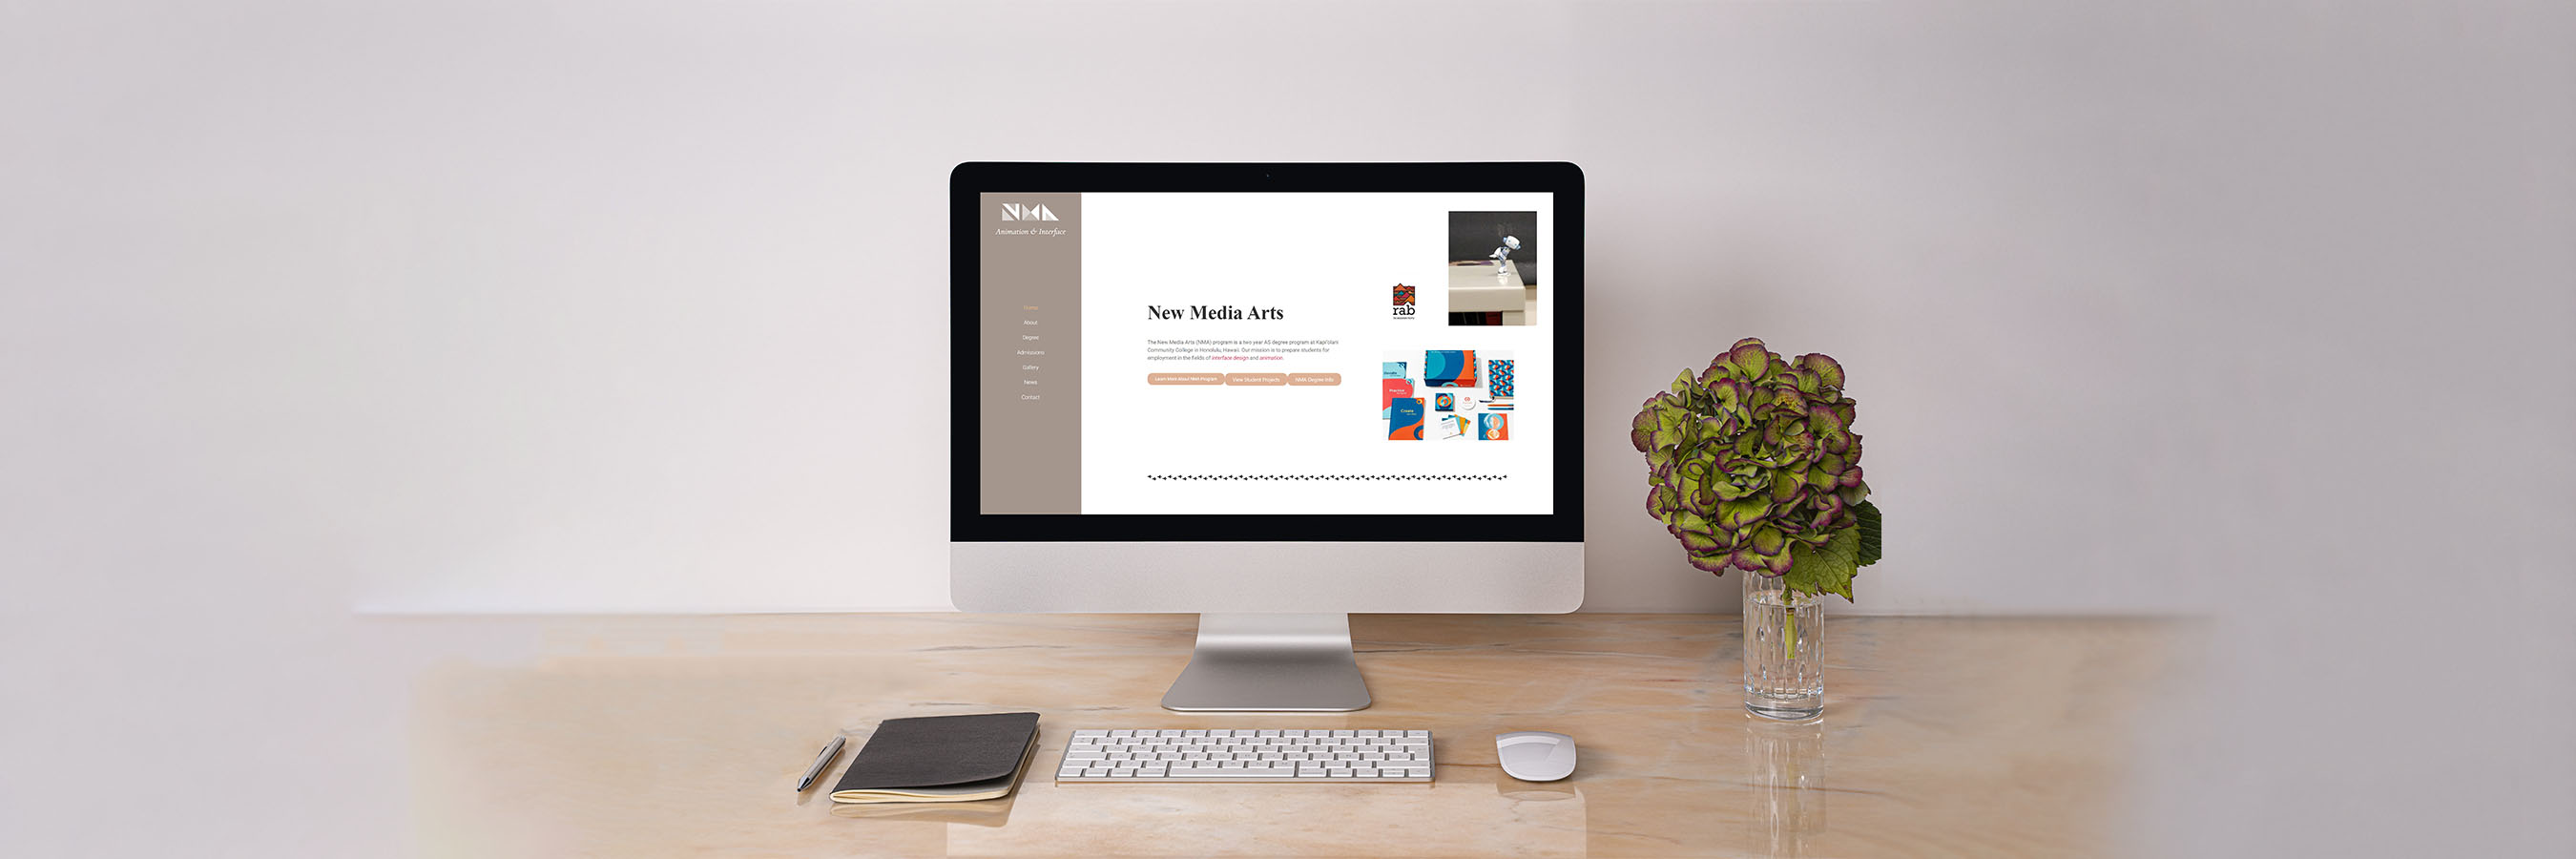 NMA
Animation & Interface
Home
About
Degree
Admissions
Gallery
News
Contact
New Media Arts
The New Media Arts (NMA) program is a two year AS degree program at Kapi'olani
Community College in Honolulu, Hawaii. Our mission is to prepare students for
employment in the fields of interface design and animation.
Learn More About NMA Program
View Student Projects
NMA Degree Info
rab
Create